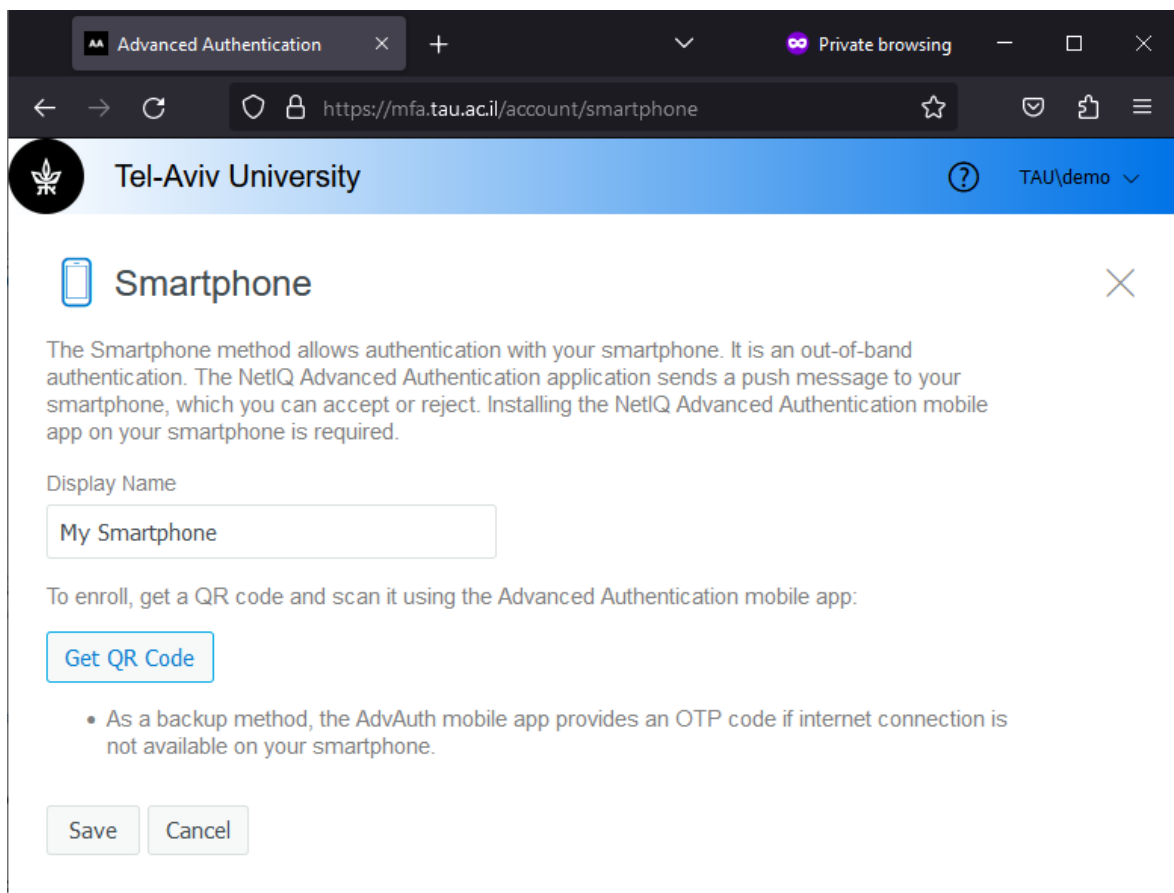 Advanced Authentication
Private browsing
https://mfa.tau.ac.il/account/smartphone
Tel-Aviv University
TAU\demo
Smartphone
The Smartphone method allows authentication with your smartphone. It is an out-of-band
authentication. The NetIQ Advanced Authentication application sends a push message to your
smartphone, which you can accept or reject. Installing the NetIQ Advanced Authentication mobile
app on your smartphone is required.
Display Name
My Smartphone
To enroll, get a QR code and scan it using the Advanced Authentication mobile app:
Get QR Code
• As a backup method, the AdvAuth mobile app provides an OTP code if internet connection is
not available on your smartphone.
Save Cancel